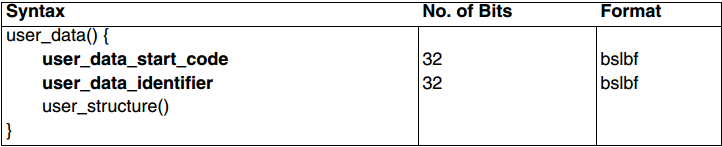 Syntax No. of Bits Format
user_data() {
user_data_start_code 32 bslbf
user_data_identifier 32 bslbf
user_structure()
}